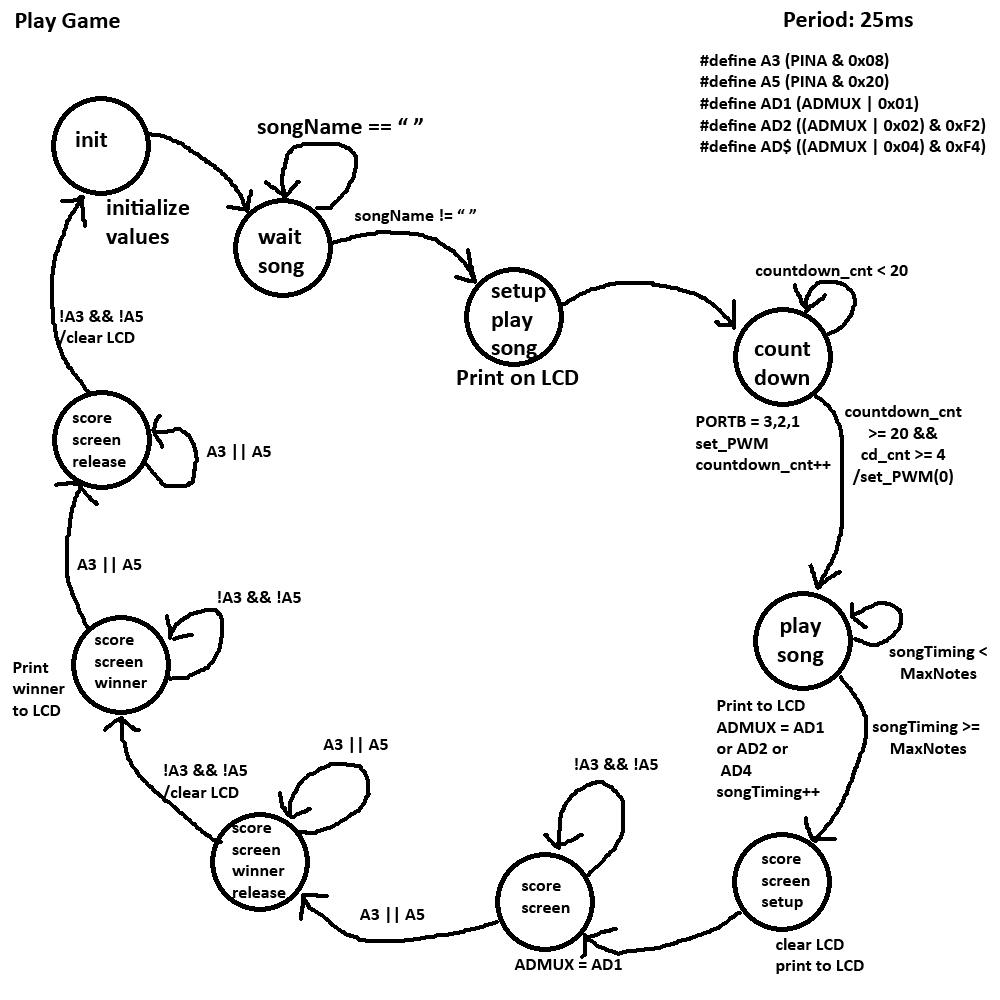 Play Game
Period: 25ms
#define A3 (PINA & 0x08)
#define A5 (PINA & 0x20)
#define AD1 (ADMUX | 0x01)
#define AD2 ((ADMUX | 0x02) & 0xF2)
#define AD$ ((ADMUX | 0x04) & 0xF4)
init
initialize
values
songName == “ ”
wait
song
songName != “ ”
setup
play
song
Print on LCD
countdown_cnt < 20
count
down
PORTB = 3,2,1
set_PWM
countdown_cnt++
countdown_cnt
>= 20 &&
cd_cnt >= 4
/set_PWM(0)
play
song
songTiming <
MaxNotes
Print to LCD
ADMUX = AD1
or AD2 or
AD4
songTiming++
songTiming >=
MaxNotes
score
screen
setup
clear LCD
print to LCD
score
screen
!A3 && !A5
ADMUX = AD1
A3 || A5
score
screen
winner
release
A3 || A5
!A3 && !A5
/clear LCD
score
screen
winner
!A3 && !A5
Print
winner
to LCD
A3 || A5
score
screen
release
A3 || A5
!A3 && !A5
/clear LCD